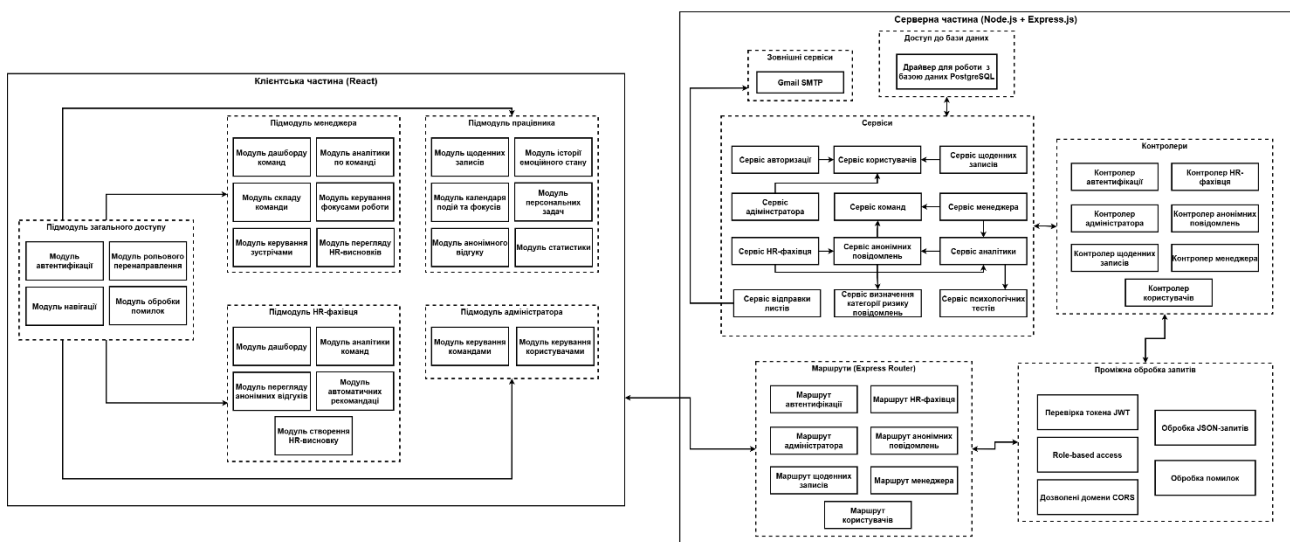 Клієнтська частина (React)
Підмодуль загального доступу
Модуль
автентифікації
Модуль рольового
перенаправлення
Модуль навігації
Модуль обробки
помилок
Підмодуль менеджера
Модуль дашборду
команд
Модуль аналітики
по команді
Модуль складу
команди
Модуль керування
фокусами роботи
Модуль керування
зустрічами
Модуль перегляду
HR-висновків
Підмодуль працівника
Модуль щоденних
записів
Модуль історії
емоційного стану
Модуль календаря
подій та фокусів
Модуль
персональних
задач
Модуль анонімного
відгуку
Модуль статистики
Підмодуль HR-фахівця
Модуль дашборду
Модуль аналітики
команд
Модуль перегляду
анонімних відгуків
Модуль
автоматичних
рекомандаці
Модуль створення
HR-висновку
Підмодуль адміністратора
Модуль керування
командами
Модуль керування
користувачами
Серверна частина (Node.js + Express.js)
Зовнішні сервіси
Gmail SMTP
Доступ до бази даних
Драйвер для роботи з
базою даних PostgreSQL
Сервіси
Сервіс авторизації
Сервіс користувачів
Сервіс щоденних
записів
Сервіс
адміністратора
Сервіс команд
Сервіс менеджера
Сервіс HR-фахівця
Сервіс анонімних
повідомлень
Сервіс аналітики
Сервіс відправки
листів
Сервіс визначення
категорії ризику
повідомлень
Сервіс психологічних
тестів
Контролери
Контролер
автентифікації
Контролер HR-
фахівця
Контролер
адміністратора
Контролер анонімних
повідомлень
Контролер щоденних
записів
Контролер менеджера
Контролер
користувачів
Маршрути (Express Router)
Маршрут
автентифікації
Маршрут HR-фахівця
Маршрут
адміністратора
Маршрут анонімних
повідомлень
Маршрут щоденних
записів
Маршрут менеджера
Маршрут
користувачів
Проміжна обробка запитів
Перевірка токена JWT
Обробка JSON-запитів
Role-based access
Обробка помилок
Дозволені домени CORS